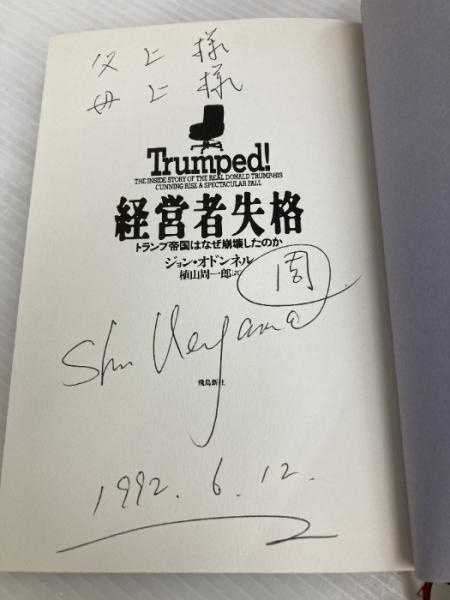 父上様
母上様
Trumped!
THE INSIDE STORY OF THE REAL DONALD TRUMP-HIS
CUNNING RISE & SPECTACULAR FALL
経営者失格
トランプ帝国はなぜ崩壊したのか
ジョン・オドンネル
植山周一郎 訳
周
Shu Ueyama
飛鳥新社
1992.6.12.